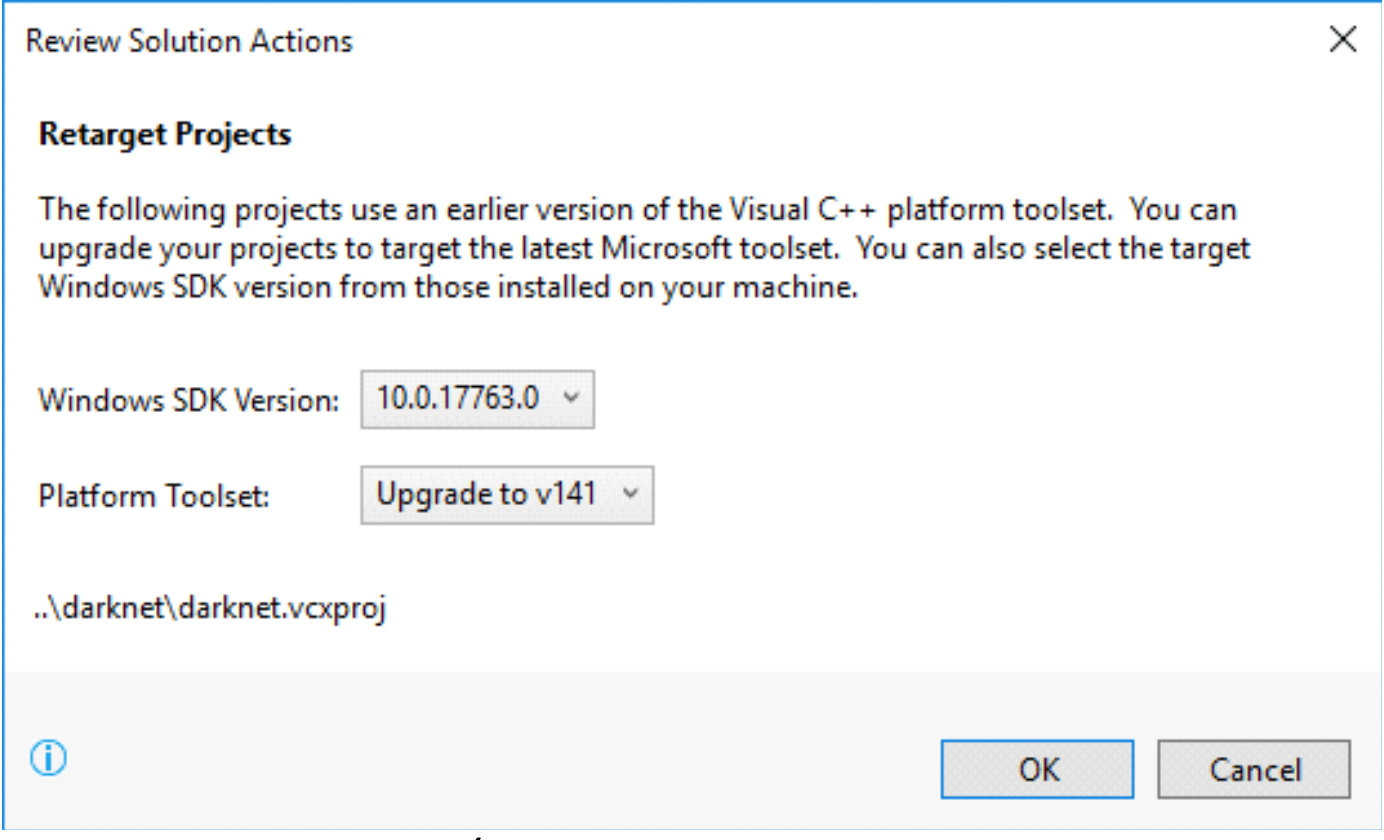 Review Solution Actions
Retarget Projects
The following projects use an earlier version of the Visual C++ platform toolset.  You can
upgrade your projects to target the latest Microsoft toolset.  You can also select the target
Windows SDK version from those installed on your machine.
Windows SDK Version: 10.0.17763.0
Platform Toolset: Upgrade to v141
..\darknet\darknet.vcxproj
OK Cancel